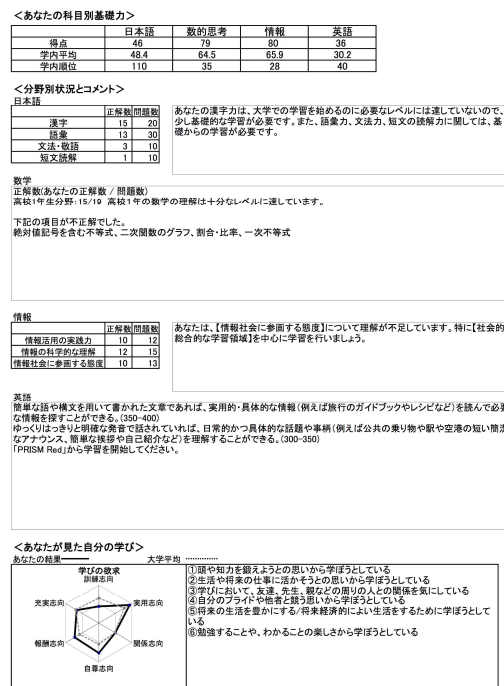 ＜あなたの科目別基礎力＞
日本語 数的思考 情報 英語
得点 46 79 80 36
学内平均 48.4 64.5 65.9 30.2
学内順位 110 35 28 40
＜分野別状況とコメント＞
日本語
正解数 問題数
漢字 15 20
語彙 13 30
文法・敬語 3 10
短文読解 1 10
あなたの漢字力は、大学での学習を始めるのに必要なレベルには達していないので、
少し基礎的な学習が必要です。また、語彙力、文法力、短文の読解力に関しては、基
礎からの学習が必要です。
数学
正解数(あなたの正解数 / 問題数)
高校1年生分野:15/19 高校１年の数学の理解は十分なレベルに達しています。
下記の項目が不正解でした。
絶対値記号を含む不等式、二次関数のグラフ、割合・比率、一次不等式
情報
正解数 問題数
情報活用の実践力 10 12
情報の科学的な理解 12 15
情報社会に参画する態度 10 13
あなたは、【情報社会に参画する態度】について理解が不足しています。特に【社会的
総合的な学習領域】を中心に学習を行いましょう。
英語
簡単な語や構文を用いて書かれた文章であれば、実用的・具体的な情報(例えば旅行のガイドブックやレシピなど)を読んで必要
な情報を探すことができる。(350-400)
ゆっくりはっきりと明確な発音で話されていれば、日常的かつ具体的な話題や事柄(例えば公共の乗り物や駅や空港の短い簡潔
なアナウンス、簡単な挨拶や自己紹介など)を理解することができる。(300-350)
「PRISM Red」から学習を開始してください。
＜あなたが見た自分の学び＞
あなたの結果 大学平均
学びの欲求
訓練志向
充実志向 実用志向
報酬志向 関係志向
自尊志向
①頭や知力を鍛えようとの思いから学ぼうとしている
②生活や将来の仕事に活かそうとの思いから学ぼうとしている
③学びにおいて、友達、先生、親などの周りの人との関係を気にしている
④自分のプライドや他者と競う思いから学ぼうとしている
⑤将来の生活を豊かにする/将来経済的によい生活をするために学ぼうとして
いる
⑥勉強することや、わかることの楽しさから学ぼうとしている